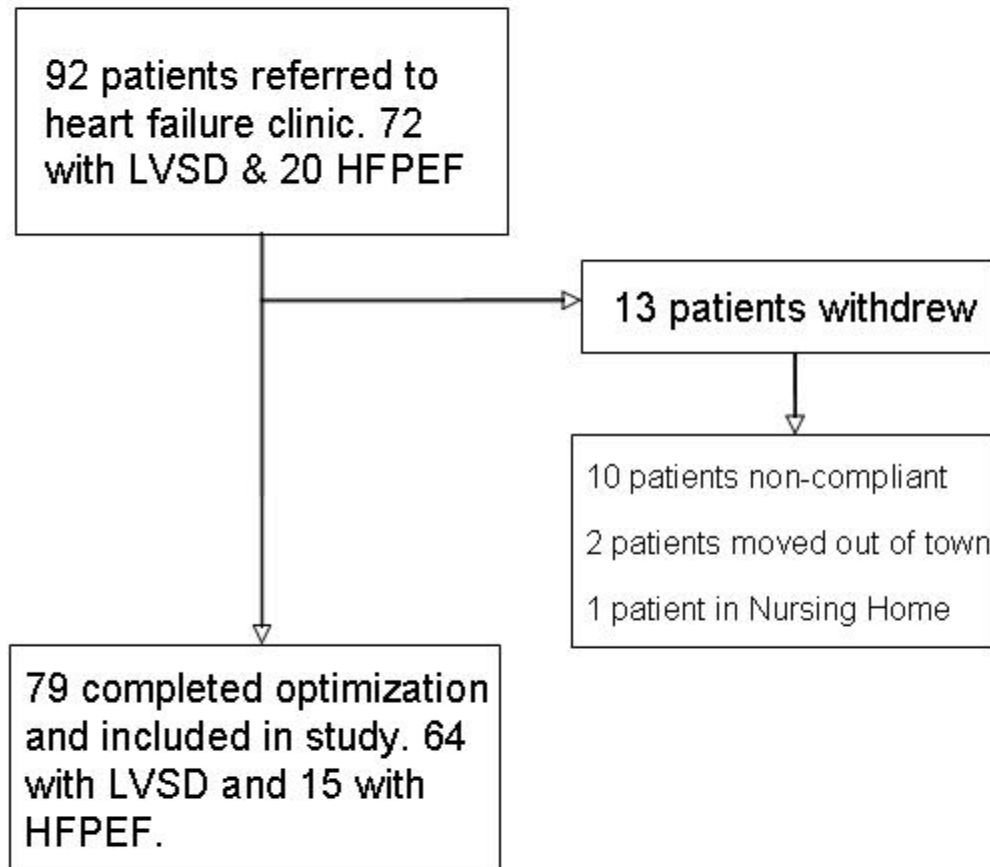 92 patients referred to
heart failure clinic. 72
with LVSD & 20 HFPEF
13 patients withdrew
10 patients non-compliant
2 patients moved out of town
1 patient in Nursing Home
79 completed optimization
and included in study. 64
with LVSD and 15 with
HFPEF.